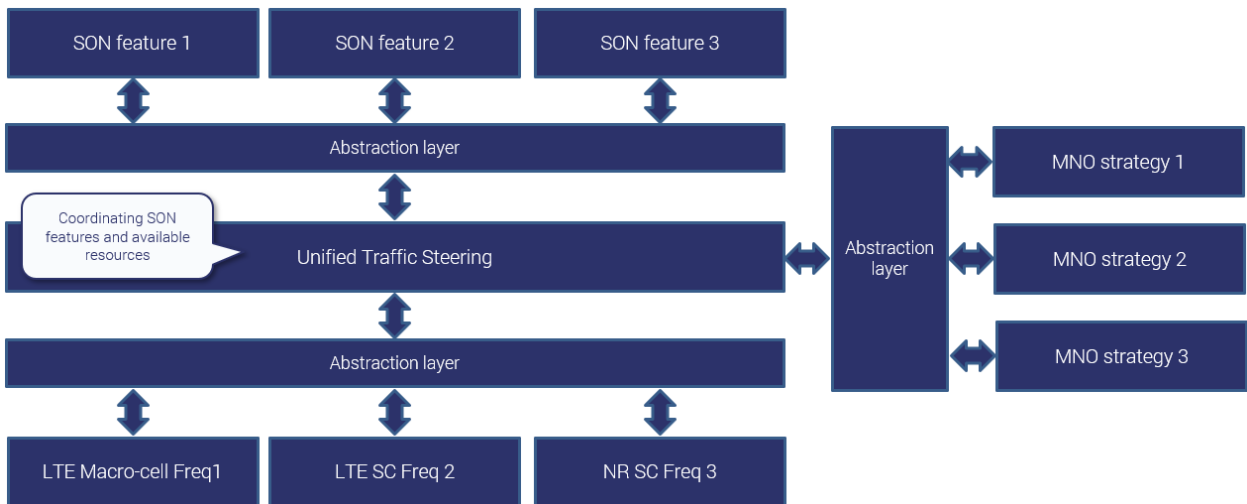 SON feature 1
SON feature 2
SON feature 3
Abstraction layer
Coordinating SON
features and available
resources
Unified Traffic Steering
Abstraction layer
LTE Macro-cell Freq1
LTE SC Freq 2
NR SC Freq 3
Abstraction
layer
MNO strategy 1
MNO strategy 2
MNO strategy 3